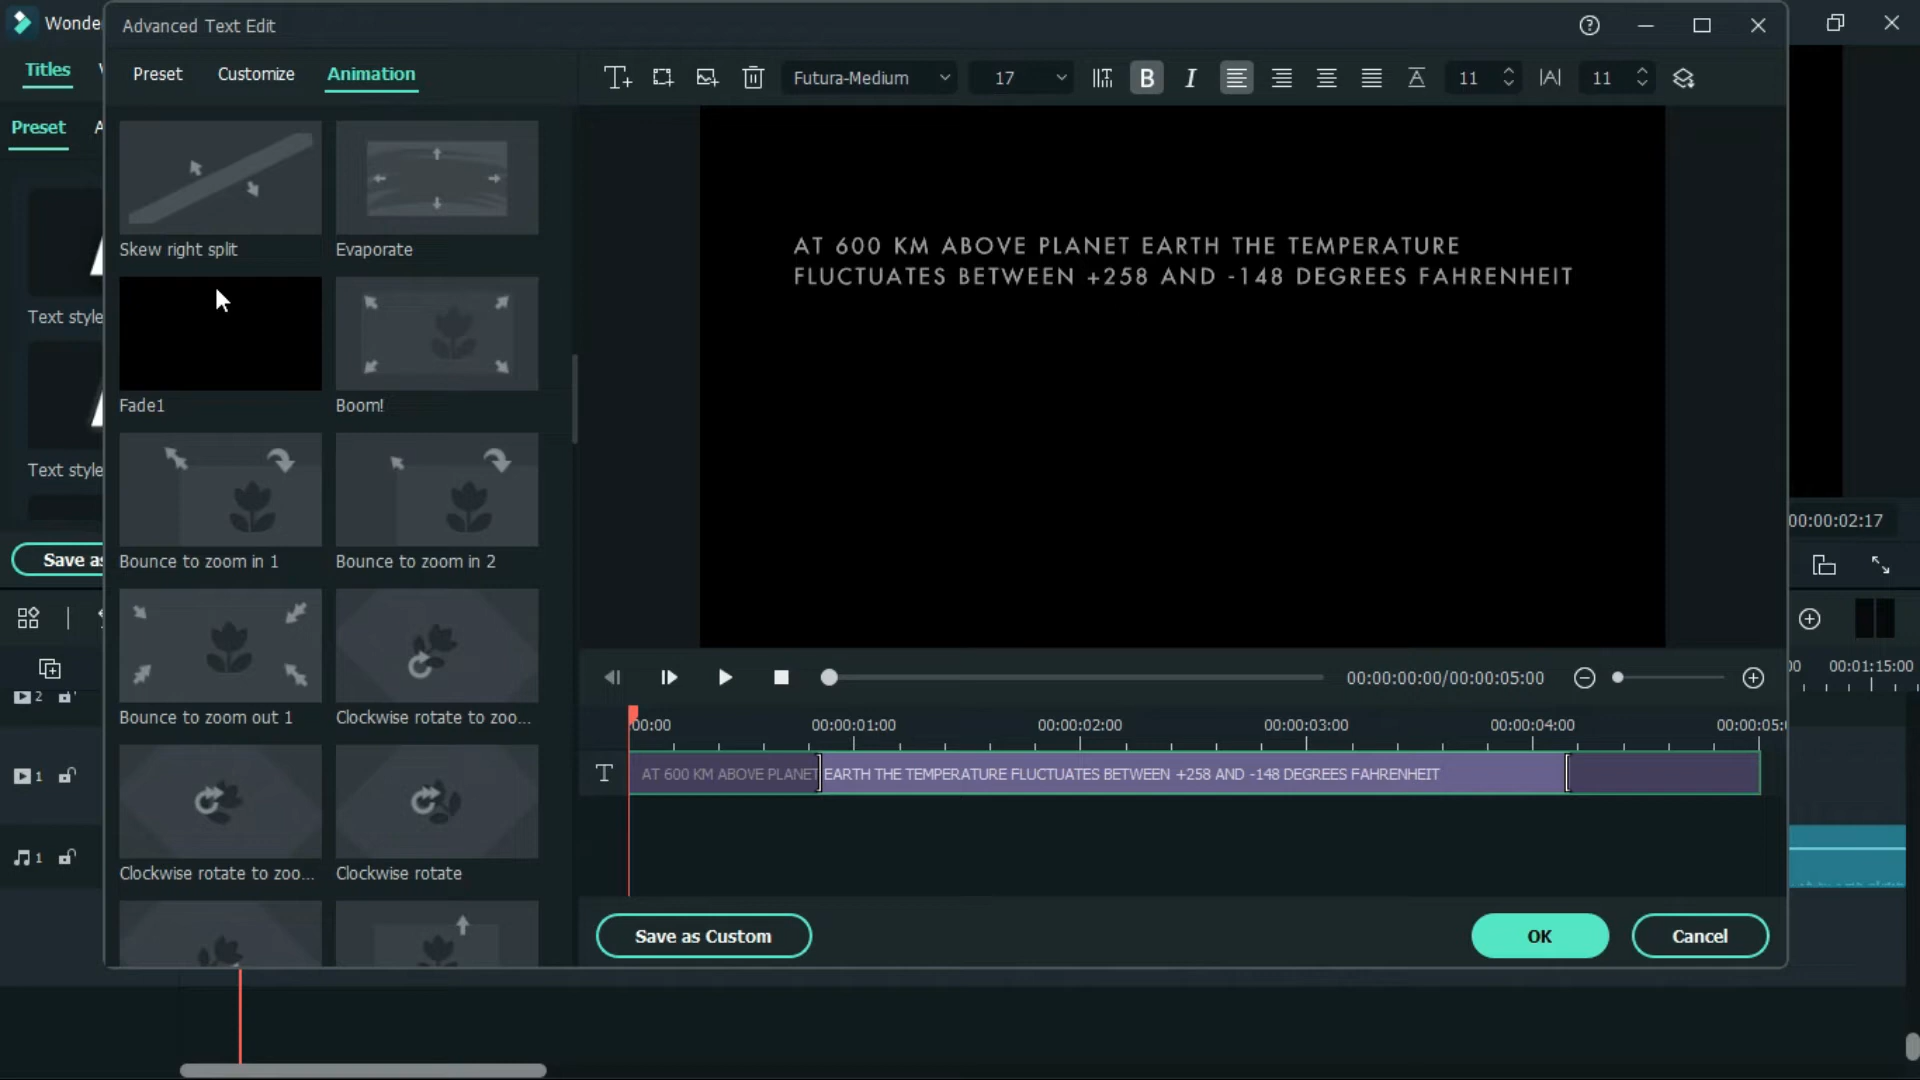 Wonde
Advanced Text Edit
Titles
Preset
Customize
Animation
Futura-Medium
17
B
I
11
11
Preset
Skew right split
Evaporate
AT 600 KM ABOVE PLANET EARTH THE TEMPERATURE
FLUCTUATES BETWEEN +258 AND -148 DEGREES FAHRENHEIT
Text style
Fade1
Boom!
Text style
00:00:02:17
Save as
Bounce to zoom in 1
Bounce to zoom in 2
00:00:00:00/00:00:05:00
00:01:15:00
2
Bounce to zoom out 1
Clockwise rotate to zoo...
00:00
00:00:01:00
00:00:02:00
00:00:03:00
00:00:04:00
00:00:05:
1
AT 600 KM ABOVE PLANET EARTH THE TEMPERATURE FLUCTUATES BETWEEN +258 AND -148 DEGREES FAHRENHEIT
1
Clockwise rotate to zoo...
Clockwise rotate
Save as Custom
OK
Cancel